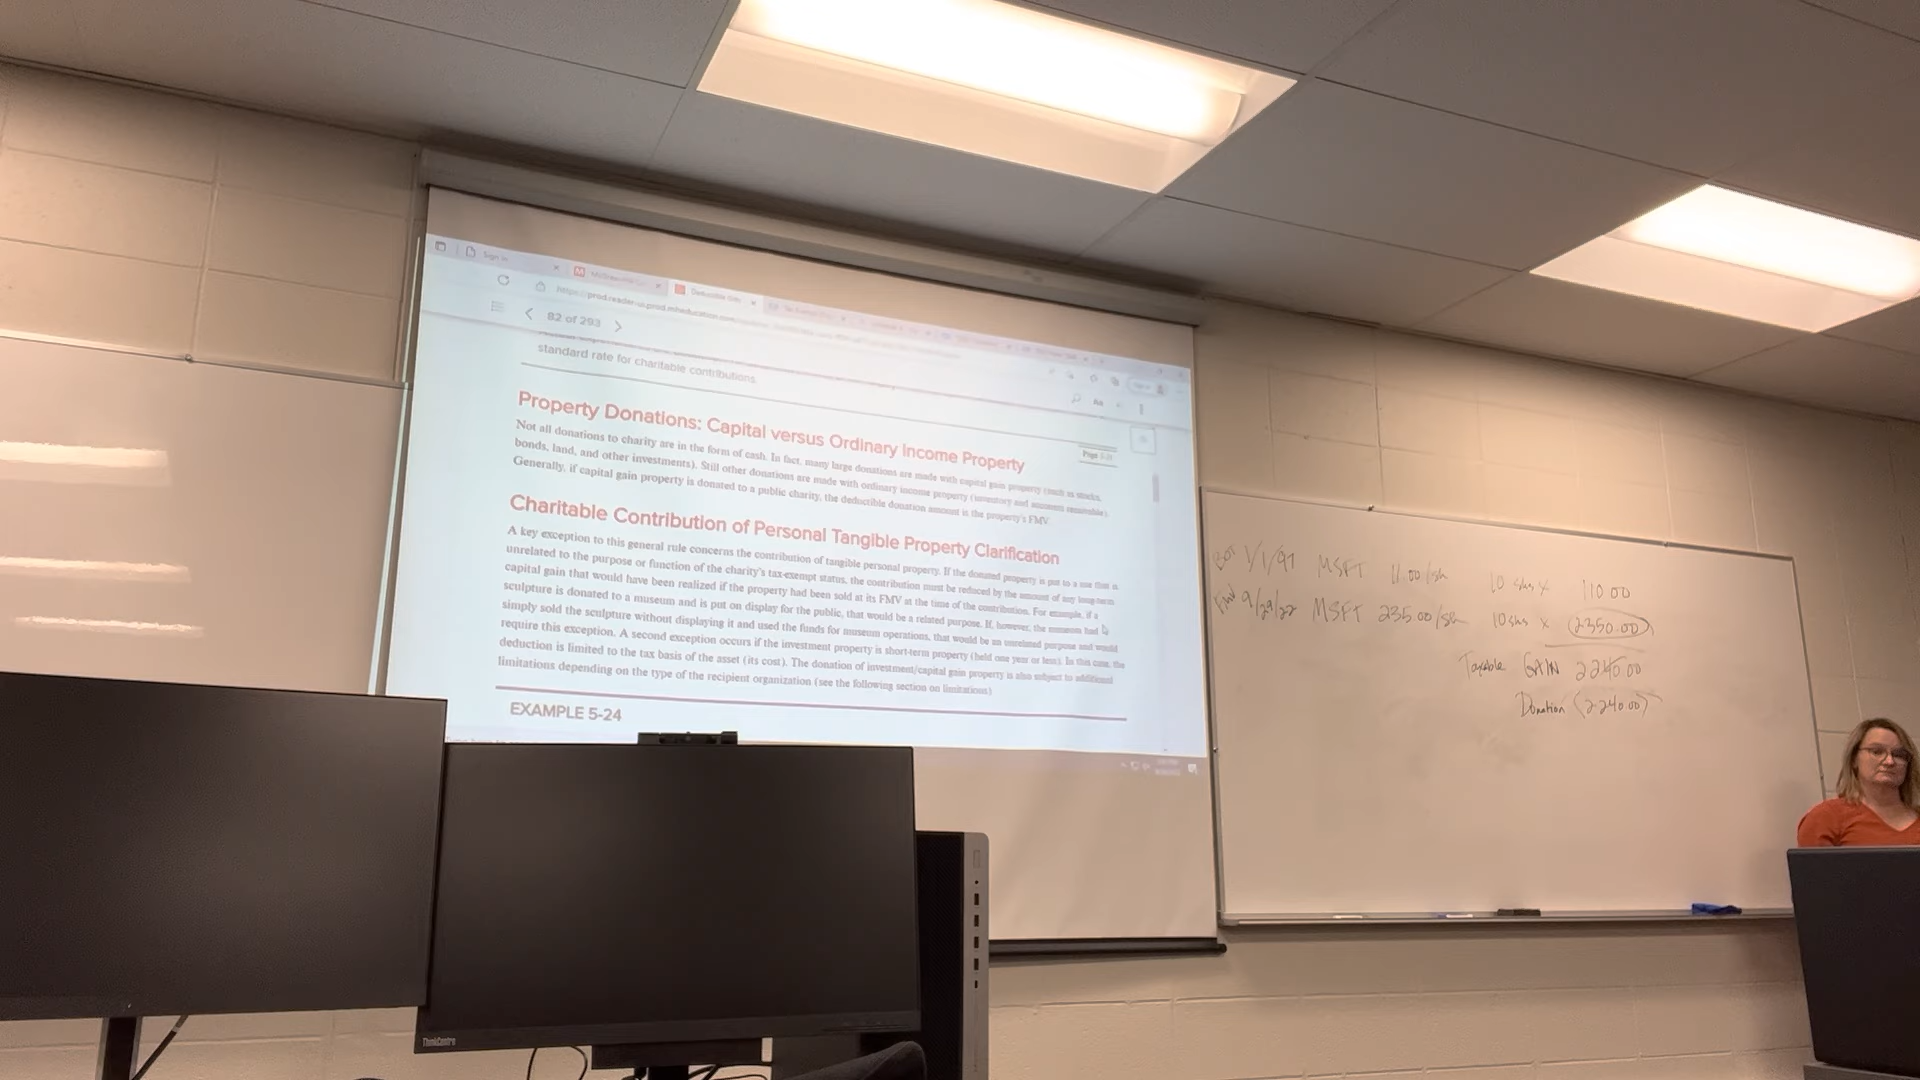 Sign in
Deductible Gifts
82 of 293
standard rate for charitable contributions.
Property Donations: Capital versus Ordinary Income Property
Page 5-21
Not all donations to charity are in the form of cash. In fact, many large donations are made with capital gain property (such as stocks,
bonds, land, and other investments). Still other donations are made with ordinary income property (inventory and accounts receivable).
Generally, if capital gain property is donated to a public charity, the deductible donation amount is the property's FMV.
Charitable Contribution of Personal Tangible Property Clarification
A key exception to this general rule concerns the contribution of tangible personal property. If the donated property is put to a use that is
unrelated to the purpose or function of the charity's tax-exempt status, the contribution must be reduced by the amount of any long-term
capital gain that would have been realized if the property had been sold at its FMV at the time of the contribution. For example, if a
sculpture is donated to a museum and is put on display for the public, that would be a related purpose. If, however, the museum had
simply sold the sculpture without displaying it and used the funds for museum operations, that would be an unrelated purpose and would
require this exception. A second exception occurs if the investment property is short-term property (held one year or less). In this case, the
deduction is limited to the tax basis of the asset (its cost). The donation of investment/capital gain property is also subject to additional
limitations depending on the type of the recipient organization (see the following section on limitations)
EXAMPLE 5-24
BOT 1/1/97 MSFT 11.00/sh 10 shs x 110.00
FMV 9/29/22 MSFT 235.00/sh 10 shs x (2350.00)
Taxable GAIN 2240.00
Donation (2240.00)
ThinkCentre